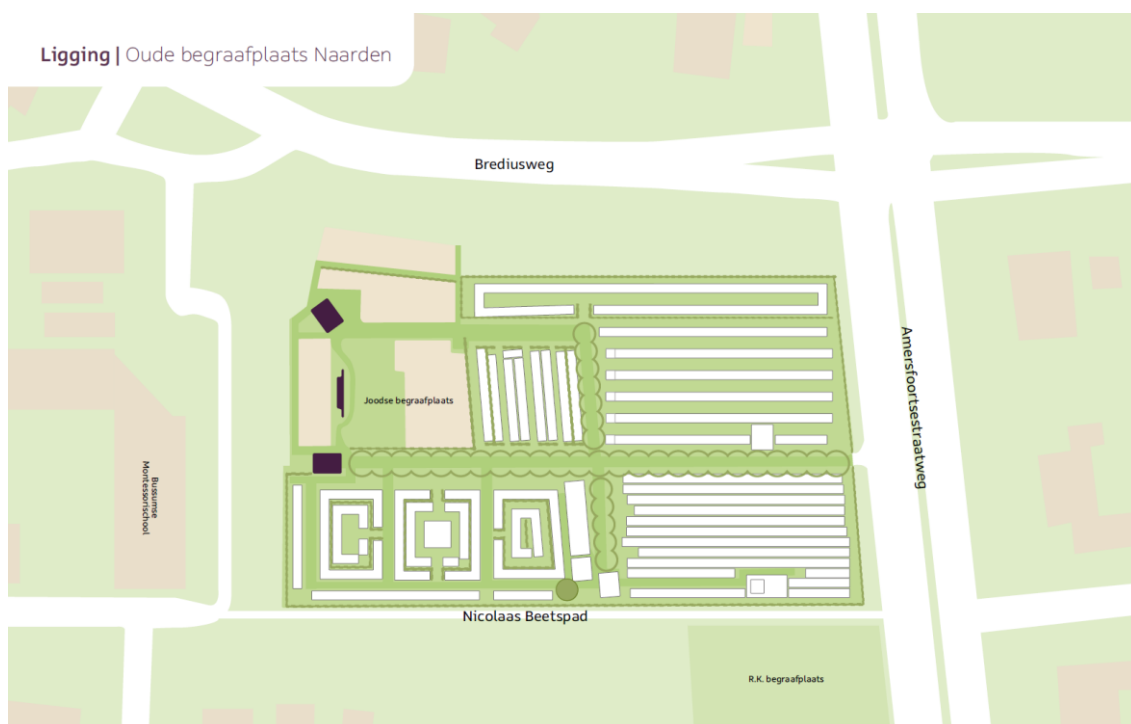 Ligging | Oude begraafplaats Naarden
Brediusweg
Amersfoortsestraatweg
Joodse begraafplaats
Bussumse
Montessorischool
Nicolaas Beetspad
R.K. begraafplaats